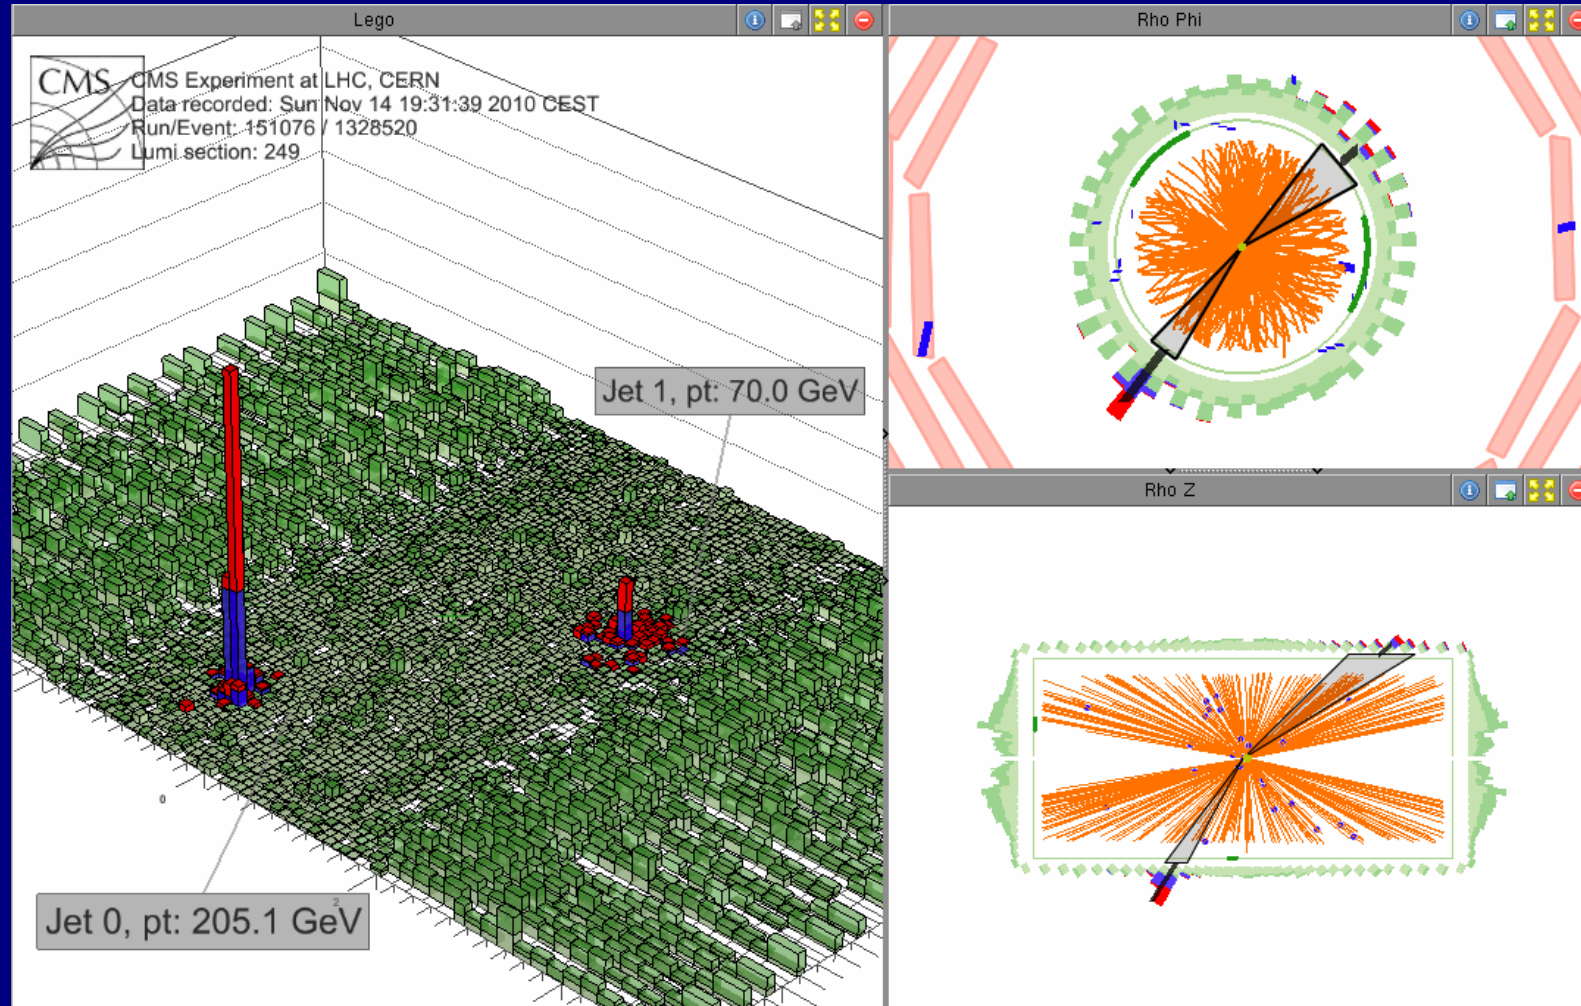 Lego
CMS
CMS Experiment at LHC, CERN
Data recorded: Sun Nov 14 19:31:39 2010 CEST
Run/Event: 151076 / 1328520
Lumi section: 249
Jet 1, pt: 70.0 GeV
0
2
Jet 0, pt: 205.1 GeV
Rho Phi
Rho Z